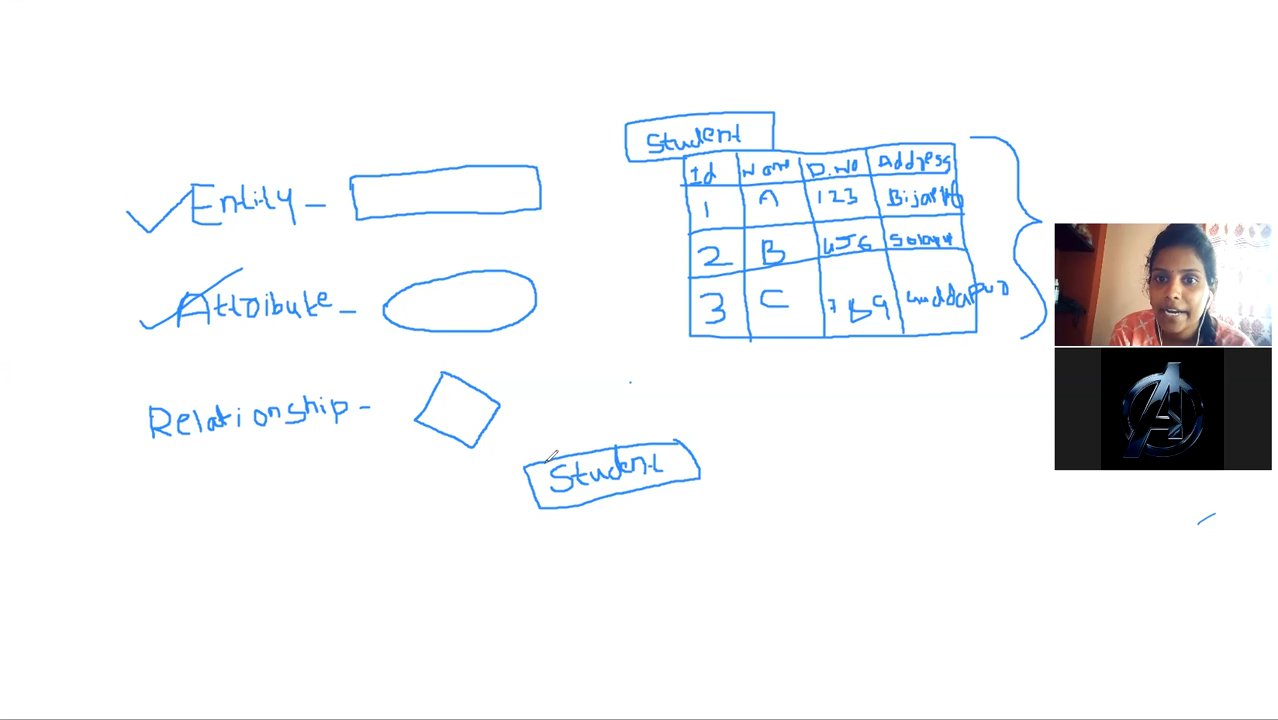 Entity -
Attribute -
Relationship -
Student
Id Name D.No Address
1 A 123
2 B 456
3 C 789
Student